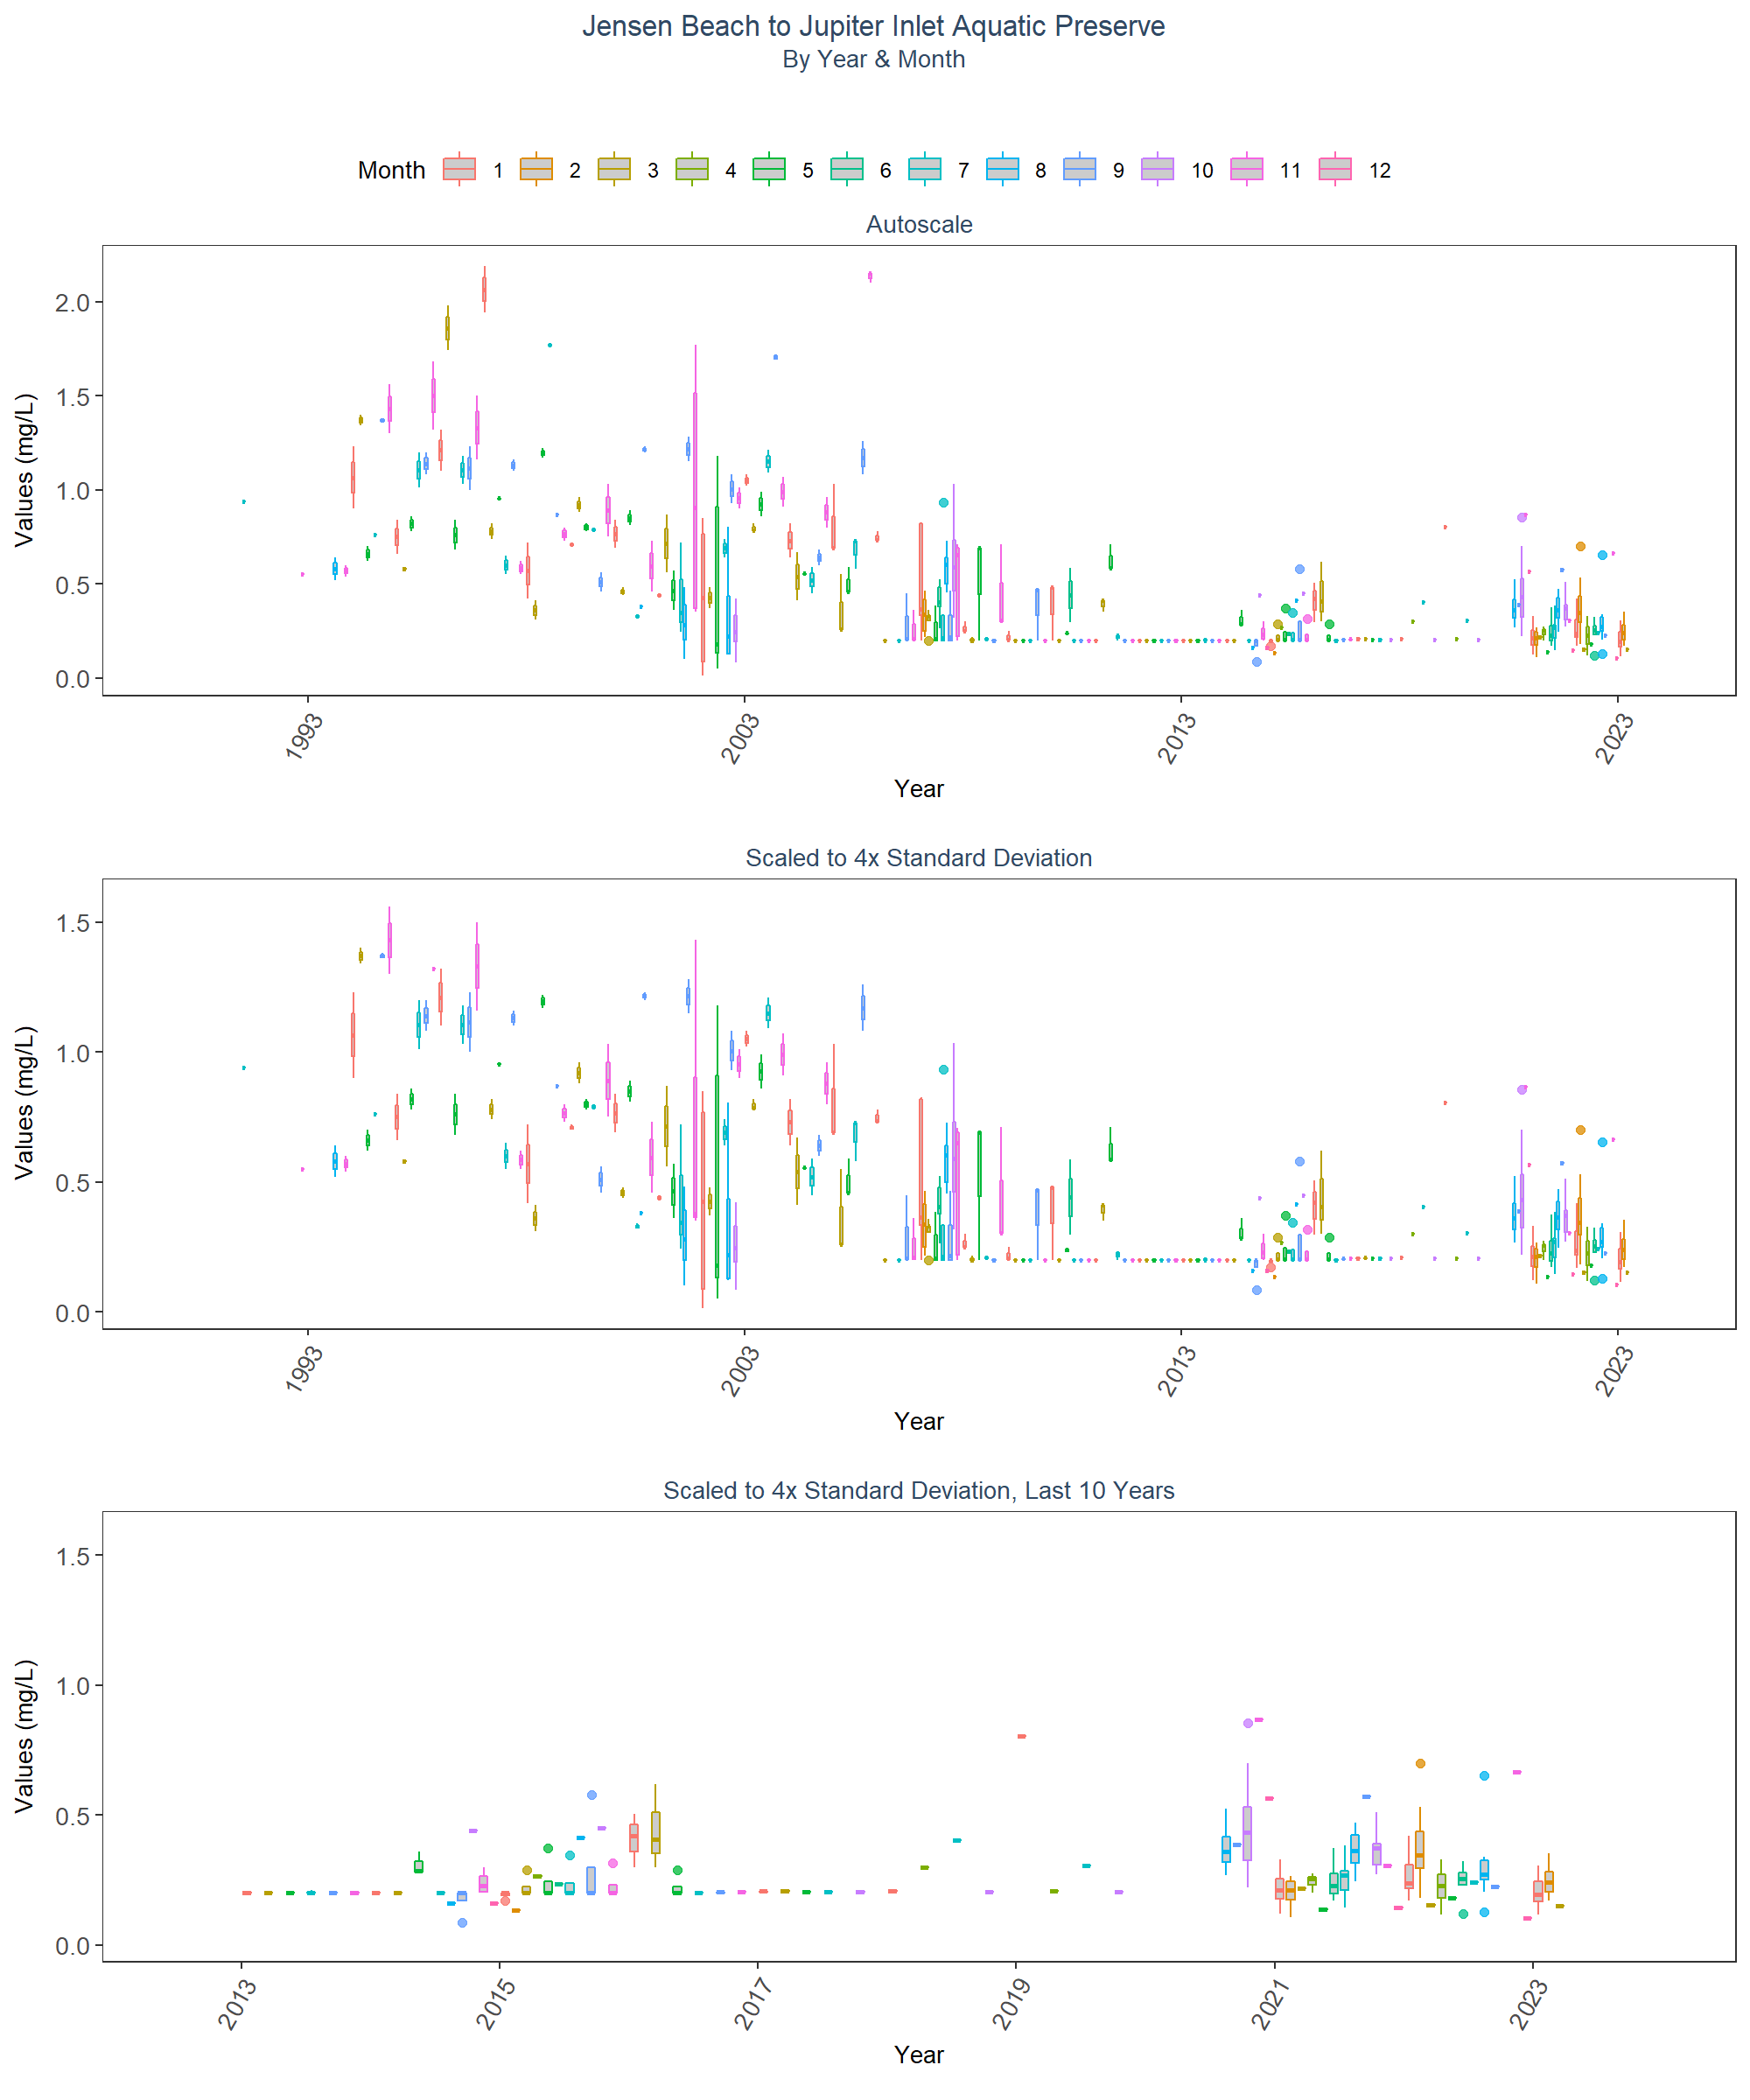 Jensen Beach to Jupiter Inlet Aquatic Preserve
By Year & Month
Month 1 2 3 4 5 6 7 8 9 10 11 12
Autoscale
Values (mg/L)
2.0
1.5
1.0
0.5
0.0
1993 2003 2013 2023
Year
Scaled to 4x Standard Deviation
Values (mg/L)
1.5
1.0
0.5
0.0
1993 2003 2013 2023
Year
Scaled to 4x Standard Deviation, Last 10 Years
Values (mg/L)
1.5
1.0
0.5
0.0
2013 2015 2017 2019 2021 2023
Year